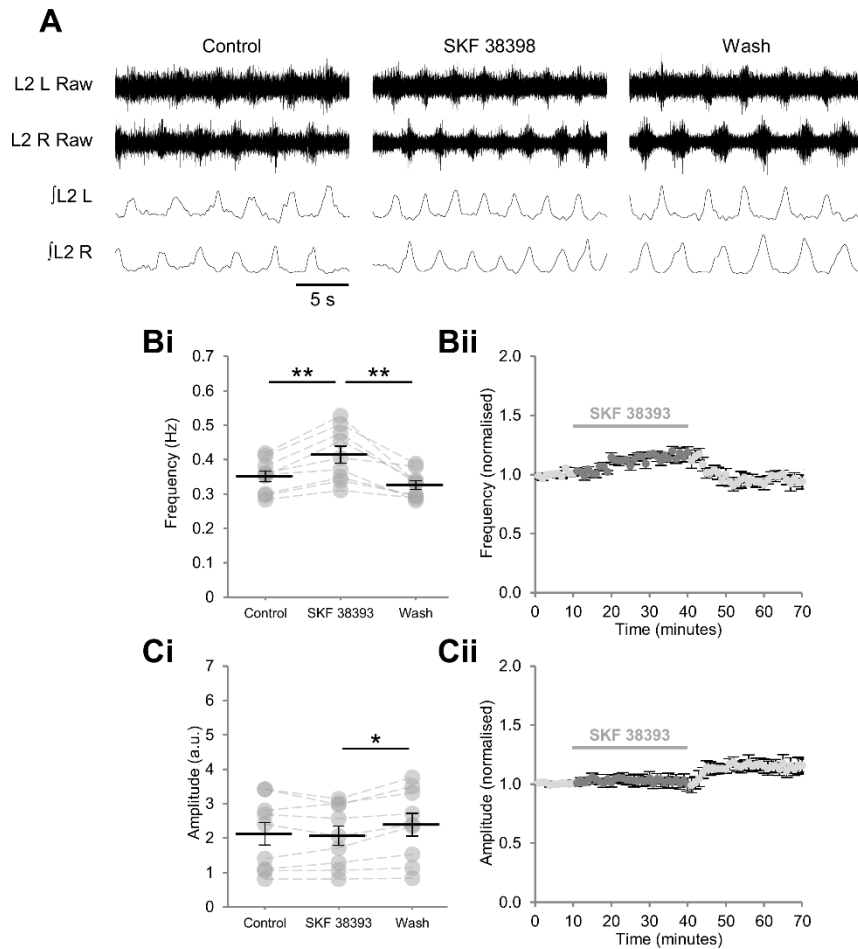 A
Control SKF 38398 Wash
L2 L Raw
L2 R Raw
∫L2 L
∫L2 R
5 s
Bi
0.7
0.6
0.5
0.4
0.3
0.2
0.1
0
Frequency (Hz)
** **
Control SKF 38393 Wash
Bii
2.0
1.5
1.0
0.5
0.0
Frequency (normalised)
SKF 38393
0 10 20 30 40 50 60 70
Time (minutes)
Ci
7
6
5
4
3
2
1
0
Amplitude (a.u.)
*
Control SKF 38393 Wash
Cii
2.0
1.5
1.0
0.5
0.0
Amplitude (normalised)
SKF 38393
0 10 20 30 40 50 60 70
Time (minutes)